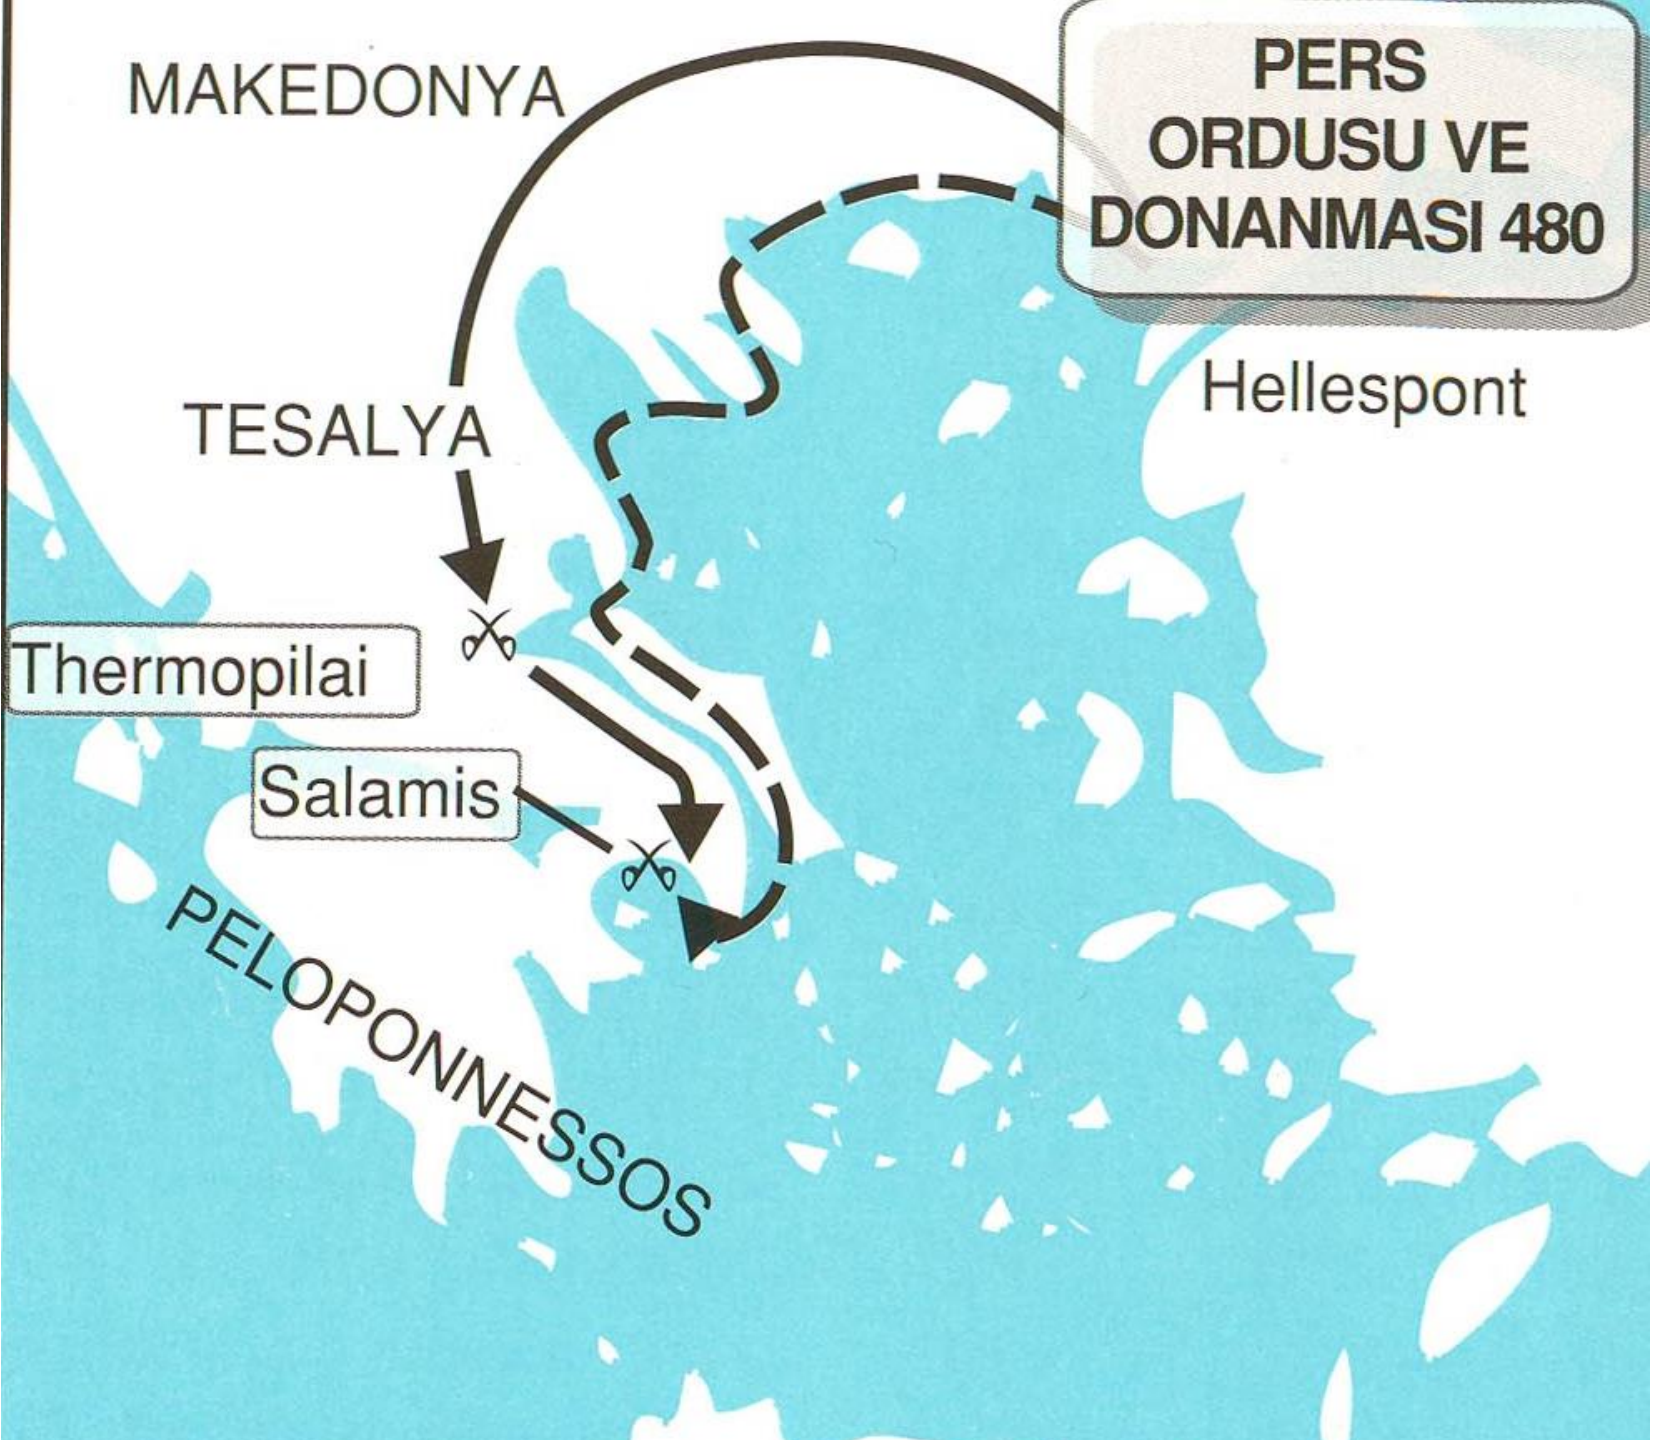 MAKEDONYA
PERS
ORDUSU VE
DONANMASI 480
Hellespont
TESALYA
Thermopilai
Salamis
PELOPONNESSOS